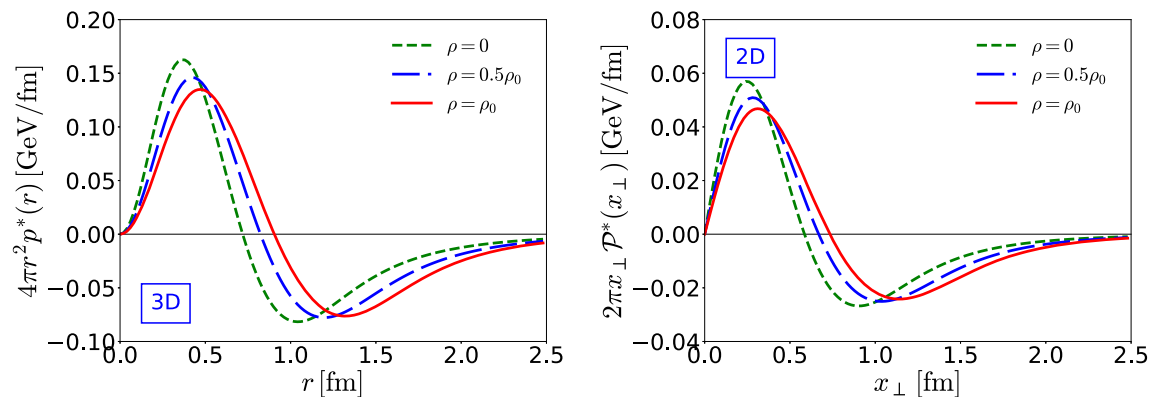 0.20
0.15
0.10
0.05
0.00
−0.05
−0.10
0.0 0.5 1.0 1.5 2.0 2.5
4πr²p*(r) [GeV/fm]
r [fm]
ρ = 0
ρ = 0.5ρ₀
ρ = ρ₀
3D
0.08
0.06
0.04
0.02
0.00
−0.02
−0.04
0.0 0.5 1.0 1.5 2.0 2.5
2πx⊥𝒫*(x⊥) [GeV/fm]
x⊥ [fm]
2D
ρ = 0
ρ = 0.5ρ₀
ρ = ρ₀